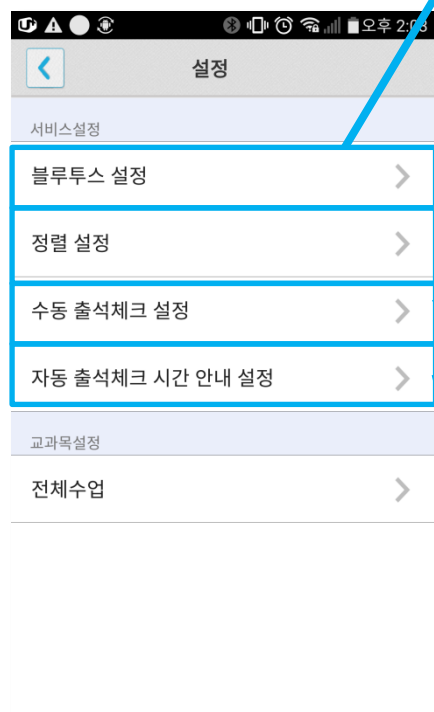 오후 2:03
설정
서비스설정
블루투스 설정
정렬 설정
수동 출석체크 설정
자동 출석체크 시간 안내 설정
교과목설정
전체수업